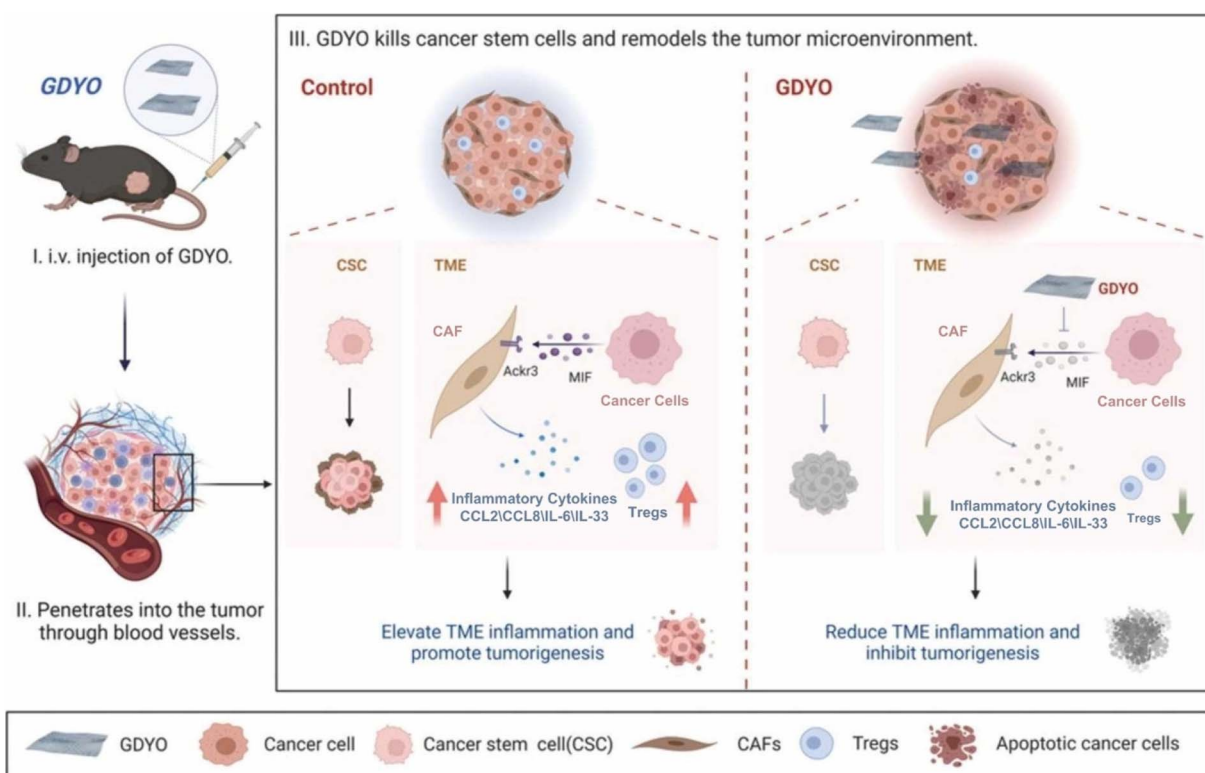 GDYO
I. i.v. injection of GDYO.
II. Penetrates into the tumor
through blood vessels.
III. GDYO kills cancer stem cells and remodels the tumor microenvironment.
Control
CSC
TME
CAF
Ackr3
MIF
Cancer Cells
Inflammatory Cytokines
CCL2\CCL8\IL-6\IL-33
Tregs
Elevate TME inflammation and
promote tumorigenesis
GDYO
CSC
TME
GDYO
CAF
Ackr3
MIF
Cancer Cells
Inflammatory Cytokines
CCL2\CCL8\IL-6\IL-33
Tregs
Reduce TME inflammation and
inhibit tumorigenesis
GDYO
Cancer cell
Cancer stem cell(CSC)
CAFs
Tregs
Apoptotic cancer cells